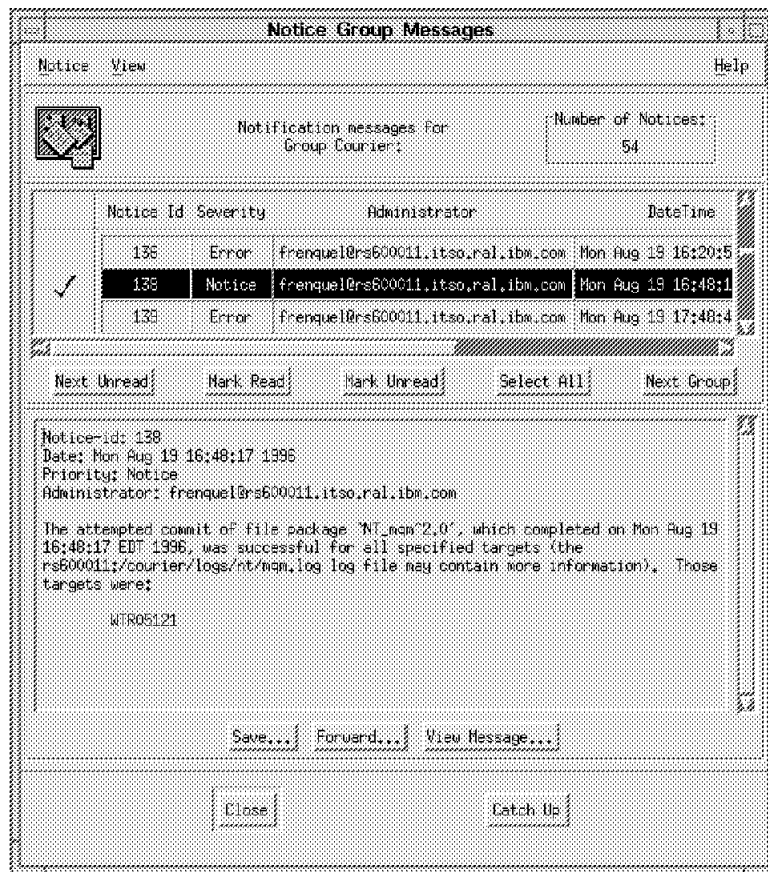 Notice Group Messages
Notice View Help
Notification messages for
Group Courier:
Number of Notices:
54
Notice Id Severity Administrator DateTime
136 Error frenquel@rs600011.itso.ral.ibm.com Mon Aug 19 16:20:5
138 Notice frenquel@rs600011.itso.ral.ibm.com Mon Aug 19 16:48:1
139 Error frenquel@rs600011.itso.ral.ibm.com Mon Aug 19 17:48:4
Next Unread Mark Read Mark Unread Select All Next Group
Notice-id: 138
Date: Mon Aug 19 16:48:17 1996
Priority: Notice
Administrator: frenquel@rs600011.itso.ral.ibm.com
The attempted commit of file package `NT_mqm^2.0', which completed on Mon Aug 19
16:48:17 EDT 1996, was successful for all specified targets (the
rs600011:/courier/logs/nt/mqm.log log file may contain more information). Those
targets were:
WTR05121
Save... Forward... View Message...
Close Catch Up